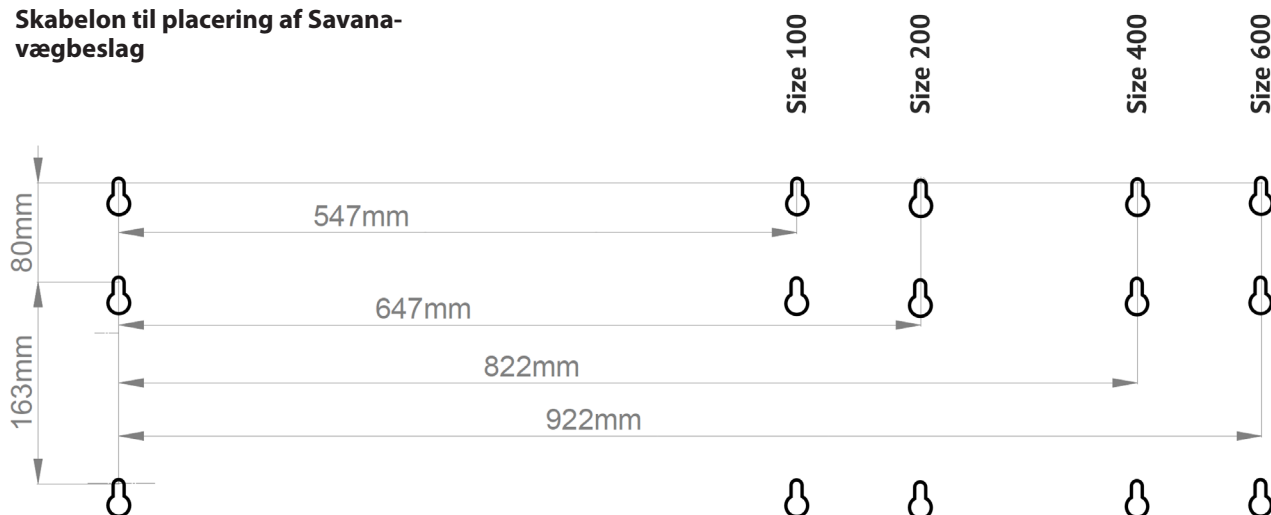 Skabelon til placering af Savana-
vægbeslag
Size 100
Size 200
Size 400
Size 600
80mm
547mm
647mm
163mm
822mm
922mm